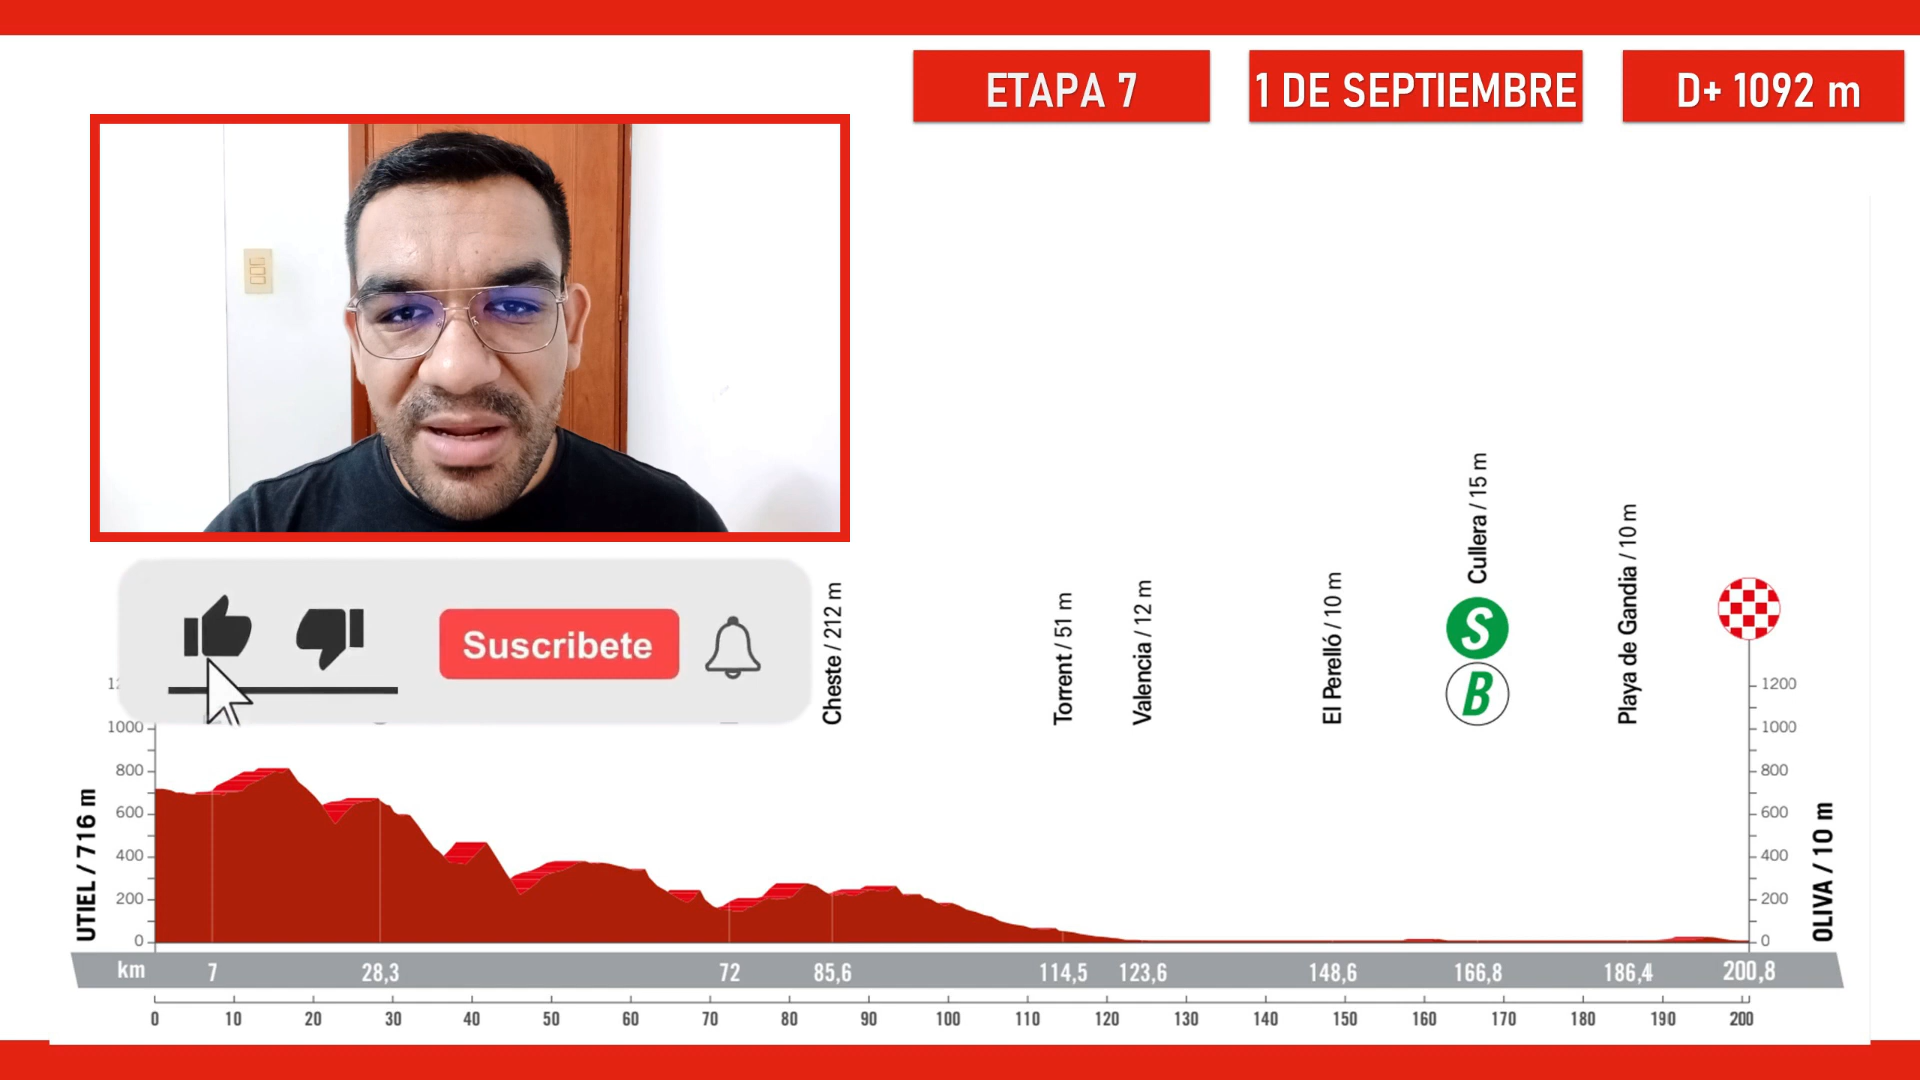 ETAPA 7
1 DE SEPTIEMBRE
D+ 1092 m
Suscribete
Cheste / 212 m
Torrent / 51 m
Valencia / 12 m
El Perelló / 10 m
Cullera / 15 m
S
B
Playa de Gandia / 10 m
1200
1000
800
600
400
200
0
1000
800
600
400
200
0
UTIEL / 716 m
OLIVA / 10 m
km 7 28,3 72 85,6 114,5 123,6 148,6 166,8 186,4 200,8
0 10 20 30 40 50 60 70 80 90 100 110 120 130 140 150 160 170 180 190 200